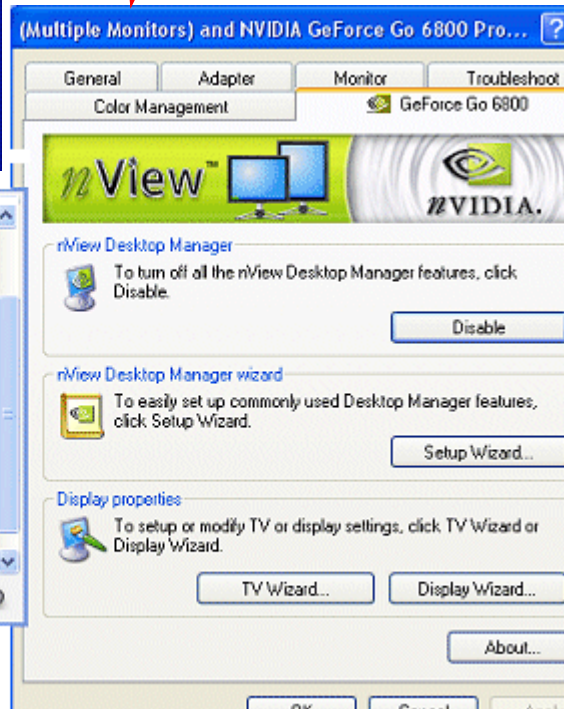 (Multiple Monitors) and NVIDIA GeForce Go 6800 Pro... ?
General Adapter Monitor Troubleshoot
Color Management GeForce Go 6800
nView™ nVIDIA.
nView Desktop Manager
To turn off all the nView Desktop Manager features, click
Disable.
Disable
nView Desktop Manager wizard
To easily set up commonly used Desktop Manager features,
click Setup Wizard.
Setup Wizard...
Display properties
To setup or modify TV or display settings, click TV Wizard or
Display Wizard.
TV Wizard... Display Wizard...
About...